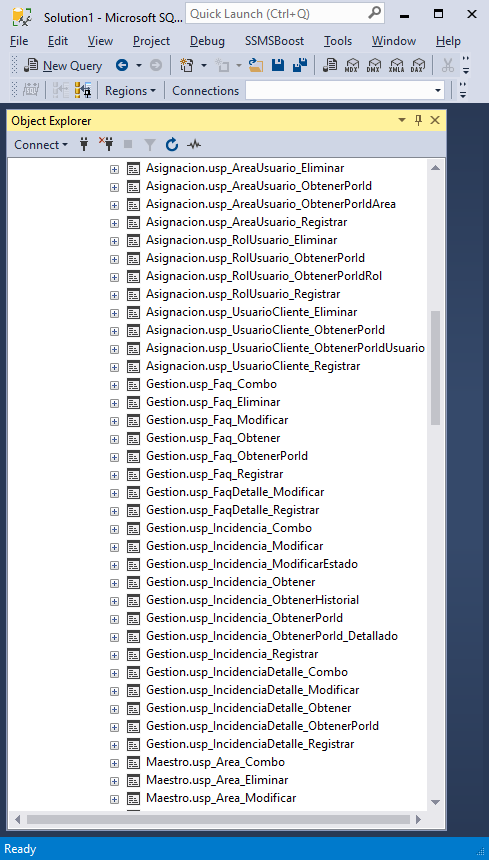 Solution1 - Microsoft SQ...
Quick Launch (Ctrl+Q)
File Edit View Project Debug SSMSBoost Tools Window Help
New Query MDX DMX XMLA DAX
Regions Connections
Object Explorer
Connect
Asignacion.usp_AreaUsuario_Eliminar
Asignacion.usp_AreaUsuario_ObtenerPorId
Asignacion.usp_AreaUsuario_ObtenerPorIdArea
Asignacion.usp_AreaUsuario_Registrar
Asignacion.usp_RolUsuario_Eliminar
Asignacion.usp_RolUsuario_ObtenerPorId
Asignacion.usp_RolUsuario_ObtenerPorIdRol
Asignacion.usp_RolUsuario_Registrar
Asignacion.usp_UsuarioCliente_Eliminar
Asignacion.usp_UsuarioCliente_ObtenerPorId
Asignacion.usp_UsuarioCliente_ObtenerPorIdUsuario
Asignacion.usp_UsuarioCliente_Registrar
Gestion.usp_Faq_Combo
Gestion.usp_Faq_Eliminar
Gestion.usp_Faq_Modificar
Gestion.usp_Faq_Obtener
Gestion.usp_Faq_ObtenerPorId
Gestion.usp_Faq_Registrar
Gestion.usp_FaqDetalle_Modificar
Gestion.usp_FaqDetalle_Registrar
Gestion.usp_Incidencia_Combo
Gestion.usp_Incidencia_Modificar
Gestion.usp_Incidencia_ModificarEstado
Gestion.usp_Incidencia_Obtener
Gestion.usp_Incidencia_ObtenerHistorial
Gestion.usp_Incidencia_ObtenerPorId
Gestion.usp_Incidencia_ObtenerPorId_Detallado
Gestion.usp_Incidencia_Registrar
Gestion.usp_IncidenciaDetalle_Combo
Gestion.usp_IncidenciaDetalle_Modificar
Gestion.usp_IncidenciaDetalle_Obtener
Gestion.usp_IncidenciaDetalle_ObtenerPorId
Gestion.usp_IncidenciaDetalle_Registrar
Maestro.usp_Area_Combo
Maestro.usp_Area_Eliminar
Maestro.usp_Area_Modificar
Ready